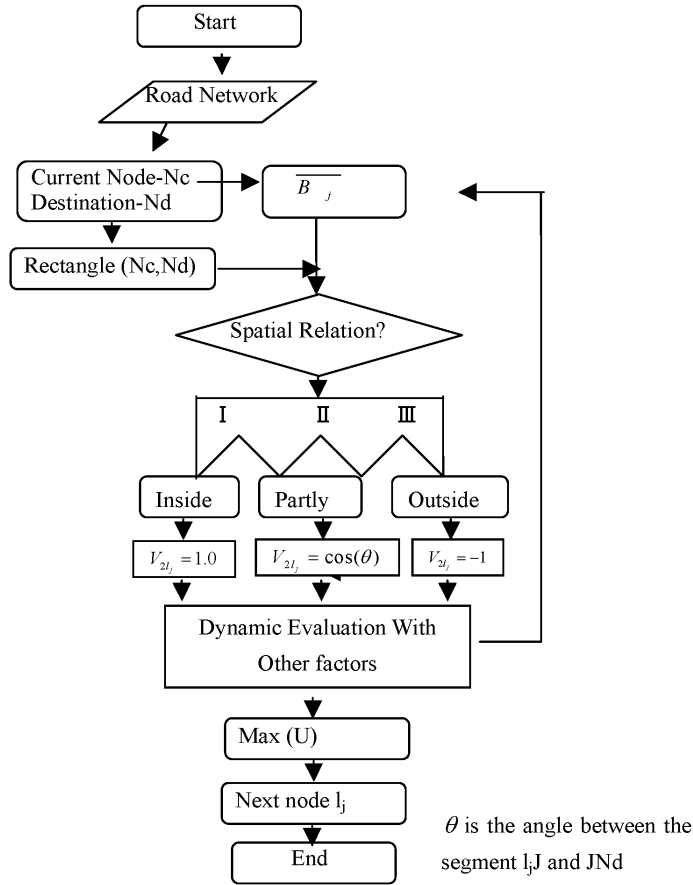 Start
Road Network
Current Node-Nc
Destination-Nd
B j
Rectangle (Nc,Nd)
Spatial Relation?
I II III
Inside Partly Outside
V2lj = 1.0 V2lj = cos(θ) V2lj = -1
Dynamic Evaluation With
Other factors
Max (U)
Next node lj
End
θ is the angle between the
segment ljJ and JNd